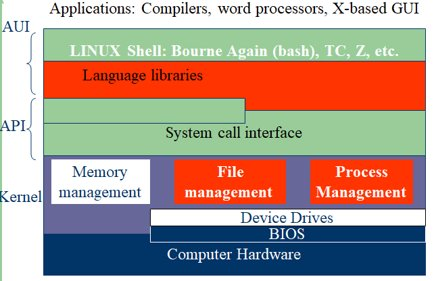 Applications: Compilers, word processors, X-based GUI
AUI
LINUX Shell: Bourne Again (bash), TC, Z, etc.
Language libraries
API
System call interface
Kernel
Memory management
File management
Process Management
Device Drives
BIOS
Computer Hardware